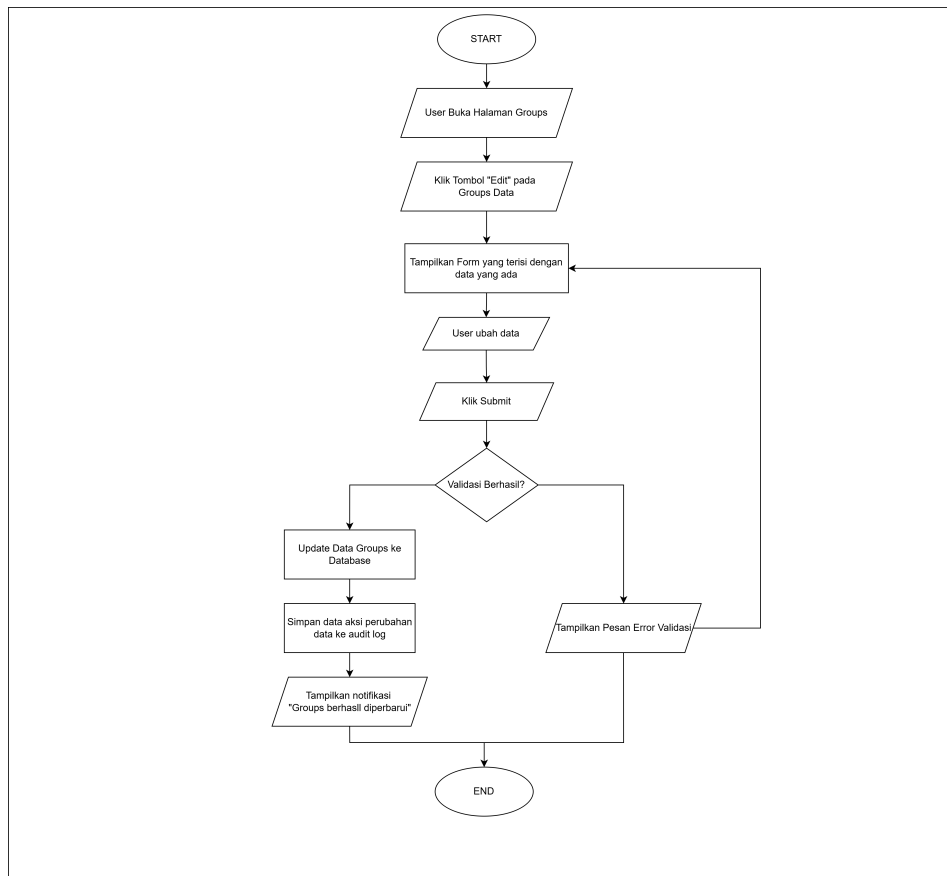 START
User Buka Halaman Groups
Klik Tombol "Edit" pada
Groups Data
Tampilkan Form yang terisi dengan
data yang ada
User ubah data
Klik Submit
Validasi Berhasil?
Update Data Groups ke
Database
Simpan data aksi perubahan
data ke audit log
Tampilkan Pesan Error Validasi
Tampilkan notifikasi
"Groups berhasIl diperbarui"
END